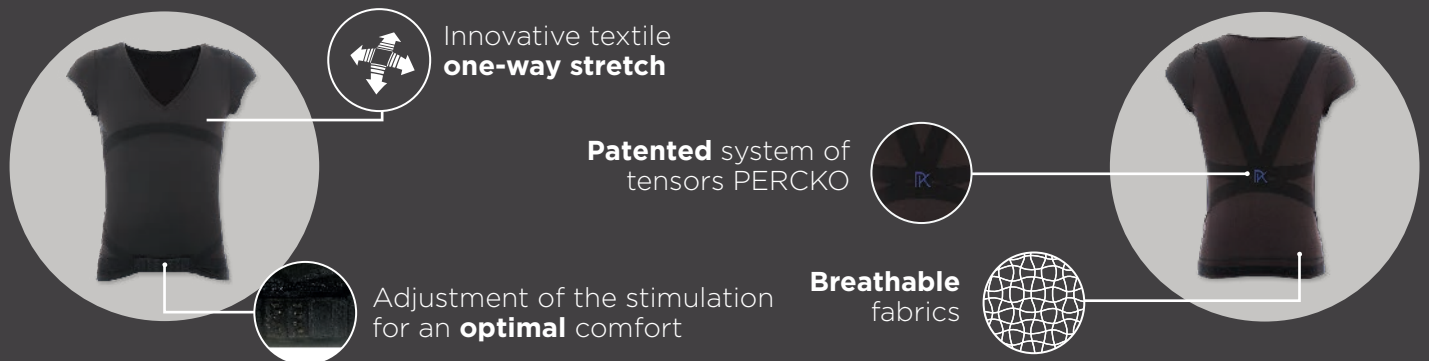 Innovative textile
one-way stretch
Patented system of
tensors PERCKO
Adjustment of the stimulation
for an optimal comfort
Breathable
fabrics